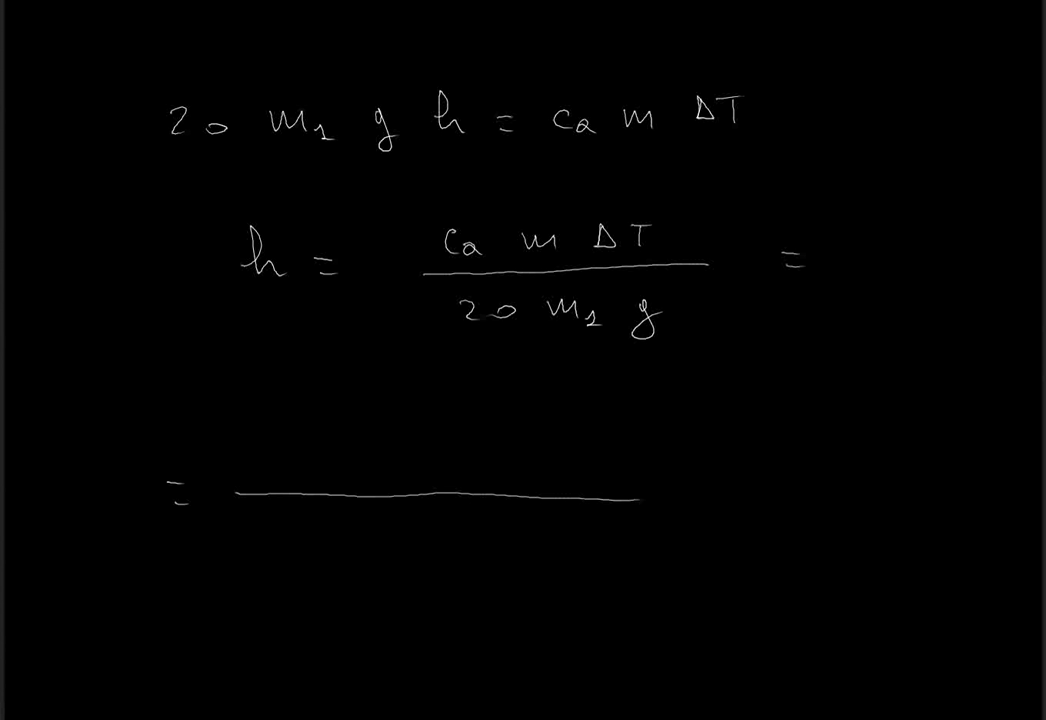 20 m₁ g h = ca m ΔT
h = ca m ΔT / 20 m₁ g =
=